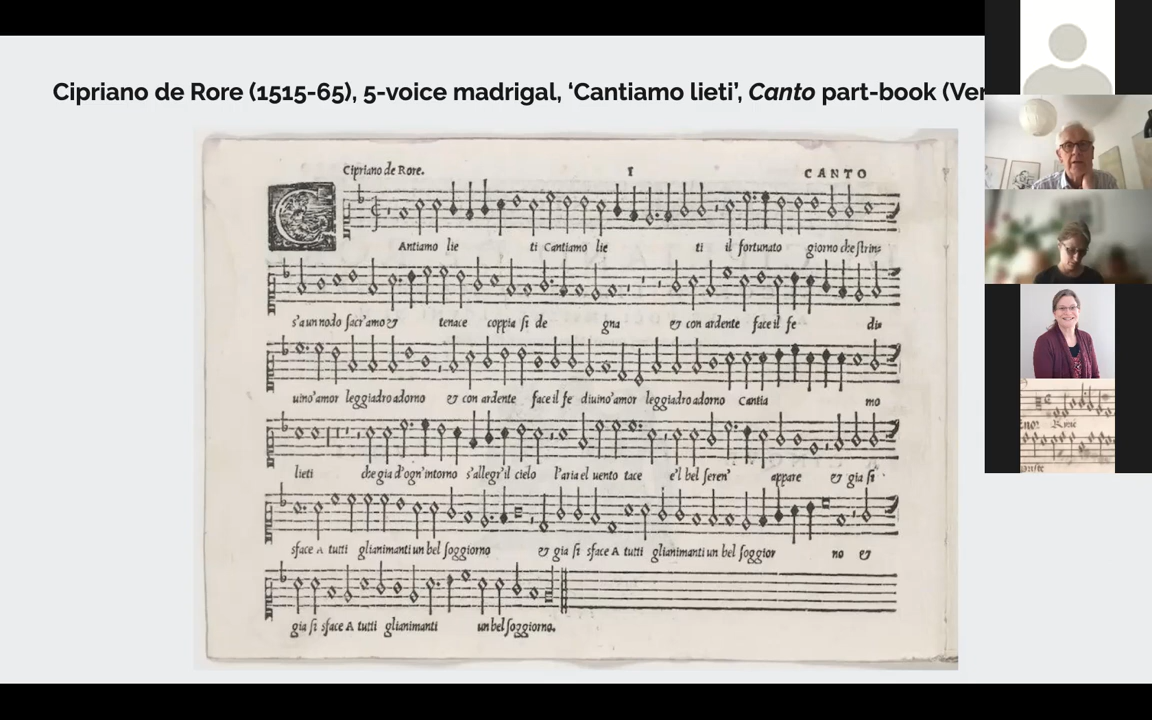 Cipriano de Rore (1515-65), 5-voice madrigal, ‘Cantiamo lieti’, Canto part-book (Ver
Cipriano de Rore. I CANTO
C Antiamo lie ti Cantiamo lie ti il fortunato giorno che ſtrin=
s'a un nodo ſacr'amo & tenace coppia ſi de gna & con ardente face il fe di=
uino'amor leggiadro adorno & con ardente face il fe diuino'amor leggiadro adorno Cantia mo
lieti che gia d'ogn'intorno s'allegr'il cielo l'aria el uento tace e'l bel ſeren' appare & gia ſi
sface A tutti glianimanti un bel ſoggiorno & gia ſi sface A tutti glianimanti un bel ſoggior no &
gia ſi sface A tutti glianimanti un bel ſoggiorno.